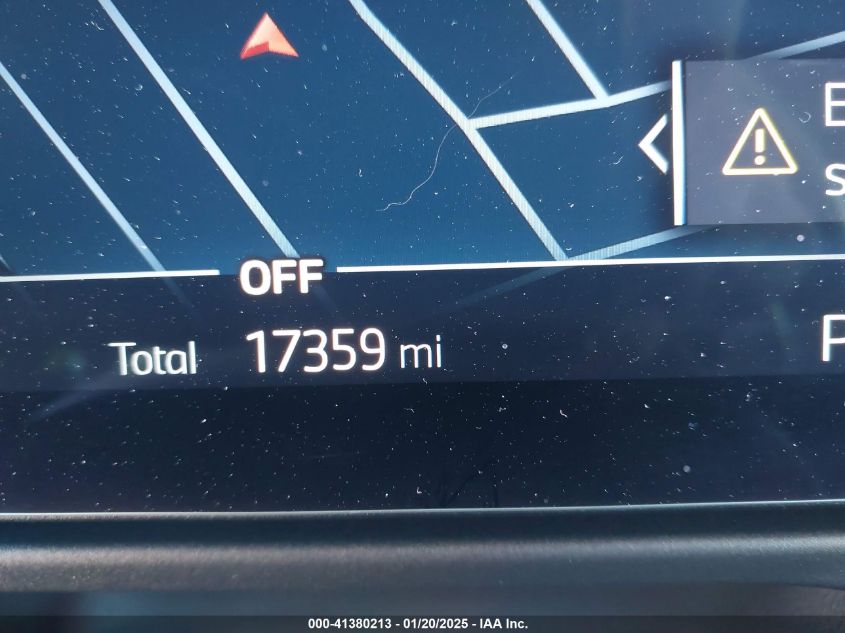 E
s
OFF
Total 17359 mi
P
000-41380213 - 01/20/2025 - IAA Inc.